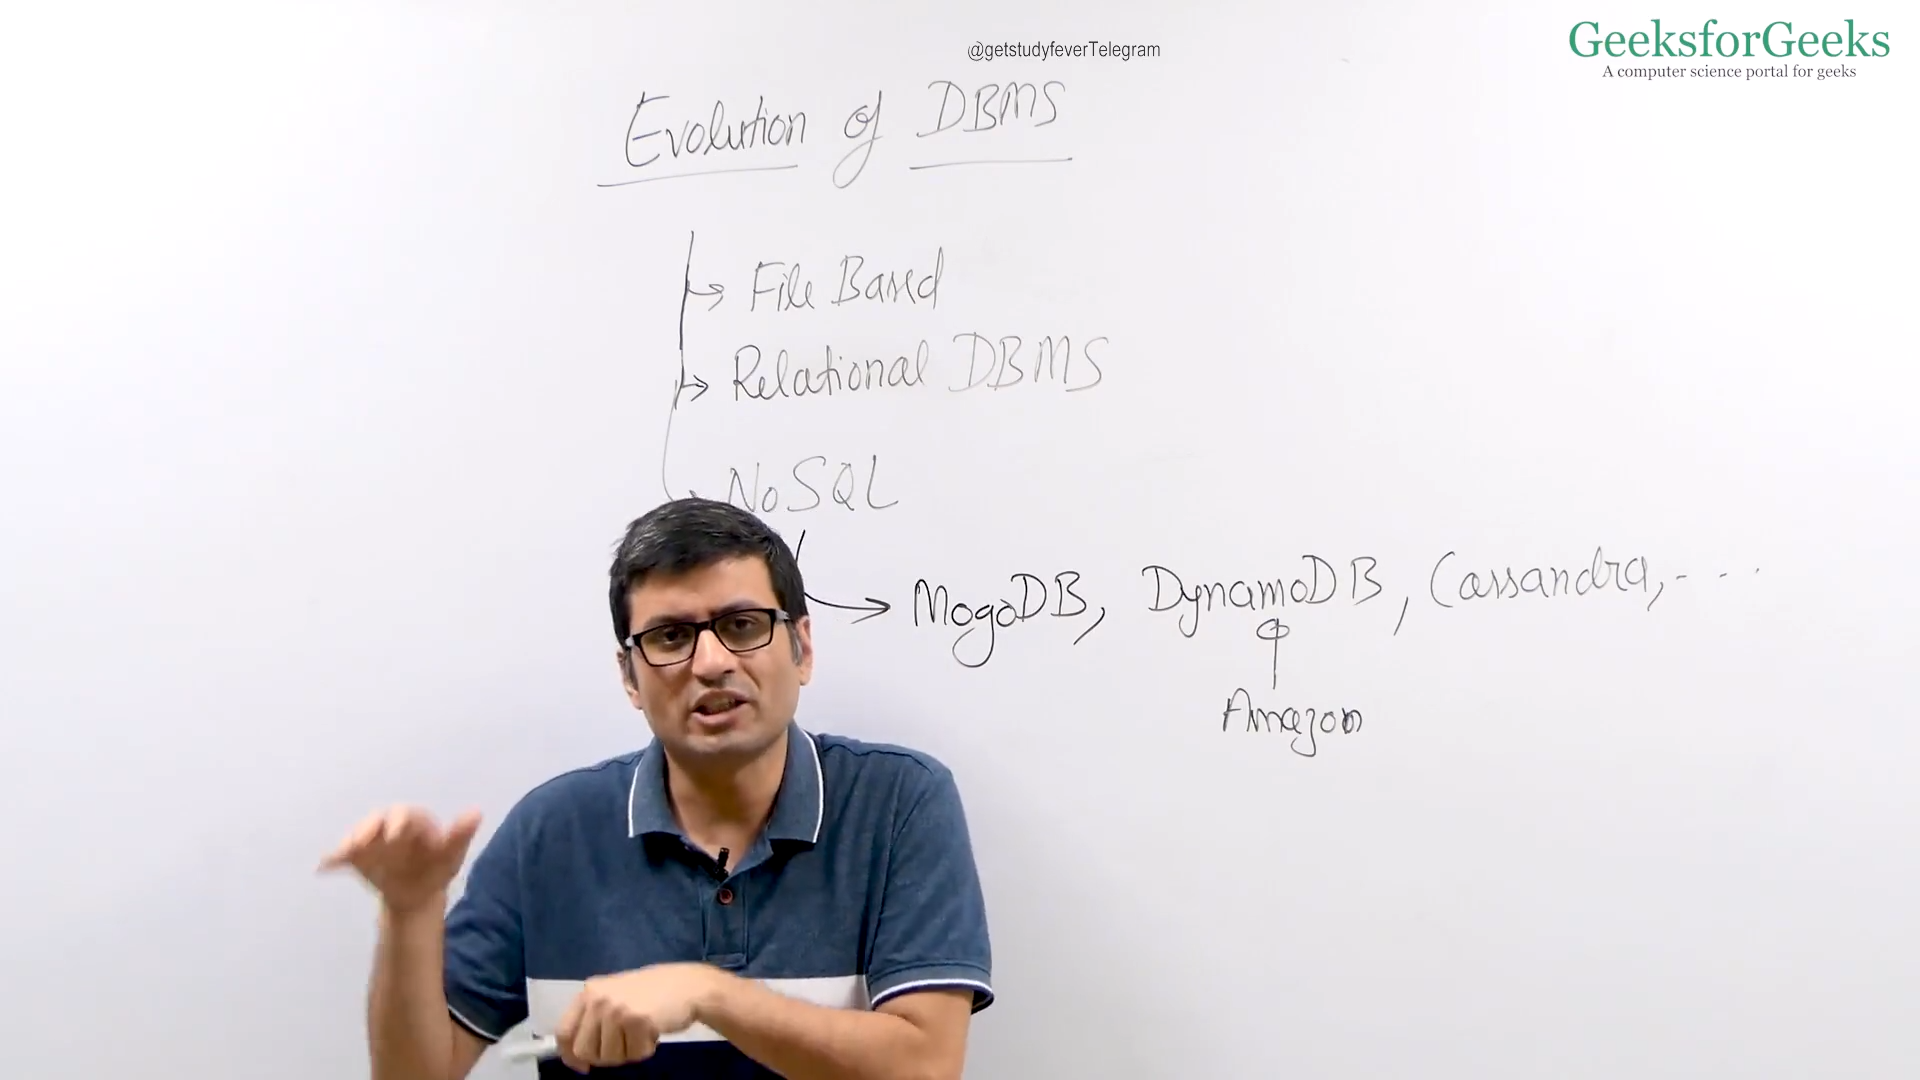 @getstudyfeverTelegram
GeeksforGeeks
A computer science portal for geeks
Evolution of DBMS
File Based
Relational DBMS
NoSQL
MogoDB, DynamoDB, Cassandra, - - - .
Amazon